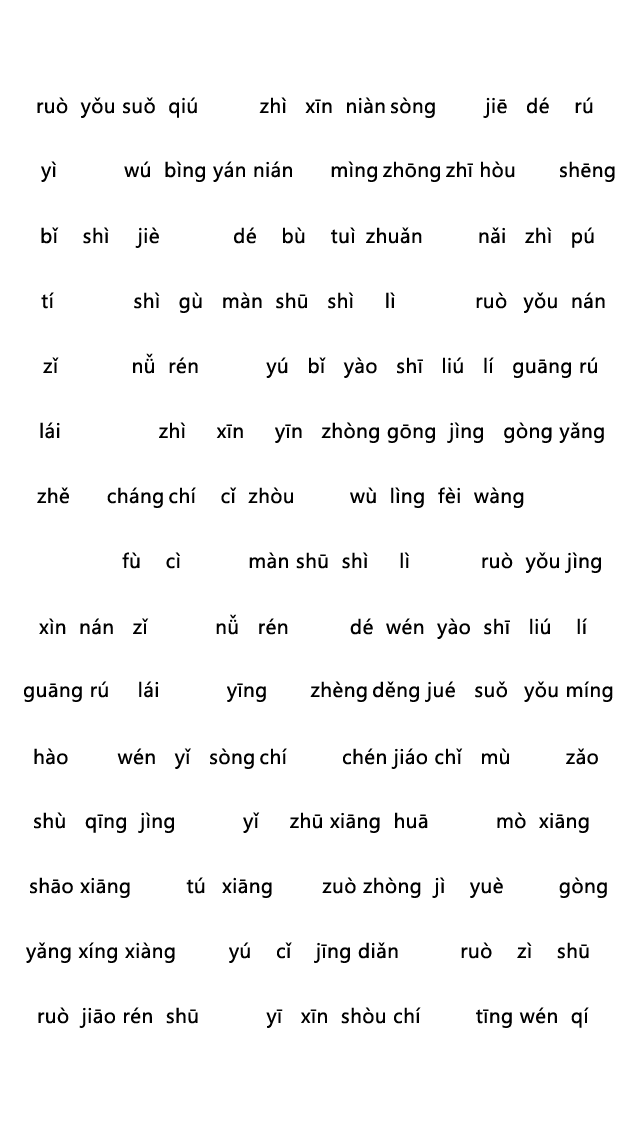 ruò yǒu suǒ qiú zhì xīn niàn sòng jiē dé rú
yì wú bìng yán nián mìng zhōng zhī hòu shēng
bǐ shì jiè dé bù tuì zhuǎn nǎi zhì pú
tí shì gù màn shū shì lì ruò yǒu nán
zǐ nǚ rén yú bǐ yào shī liú lí guāng rú
lái zhì xīn yīn zhòng gōng jìng gòng yǎng
zhě cháng chí cǐ zhòu wù lìng fèi wàng
fù cì màn shū shì lì ruò yǒu jìng
xìn nán zǐ nǚ rén dé wén yào shī liú lí
guāng rú lái yīng zhèng děng jué suǒ yǒu míng
hào wén yǐ sòng chí chén jiáo chǐ mù zǎo
shù qīng jìng yǐ zhū xiāng huā mò xiāng
shāo xiāng tú xiāng zuò zhòng jì yuè gòng
yǎng xíng xiàng yú cǐ jīng diǎn ruò zì shū
ruò jiāo rén shū yī xīn shòu chí tīng wén qí